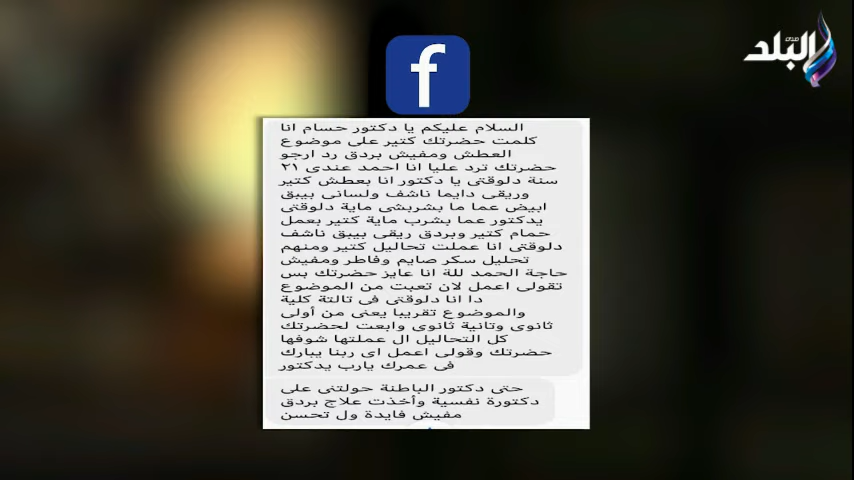 صدى
البلد
f
السلام عليكم يا دكتور حسام انا
كلمت حضرتك كتير على موضوع
العطش ومفيش بردق رد ارجو
حضرتك ترد عليا انا احمد عندى ٢١
سنة دلوقتى يا دكتور انا بعطش كتير
وريقى دايما ناشف ولسانى بيبق
ابيض عما ما بشربشى ماية دلوقتى
يدكتور عما بشرب ماية كتير بعمل
حمام كتير وبردق ريقى بيبق ناشف
دلوقتى انا عملت تحاليل كتير ومنهم
تحليل سكر صايم وفاطر ومفيش
حاجة الحمد للة انا عايز حضرتك بس
تقولى اعمل لان تعبت من الموضوع
دا انا دلوقتى فى تالتة كلية
والموضوع تقريبا يعنى من أولى
ثانوى وتانية ثانوى وابعت لحضرتك
كل التحاليل ال عملتها شوفها
حضرتك وقولى اعمل اى ربنا يبارك
فى عمرك يارب يدكتور
حتى دكتور الباطنة حولتنى على
دكتورة نفسية وأخذت علاج بردق
مفيش فايدة ول تحسن